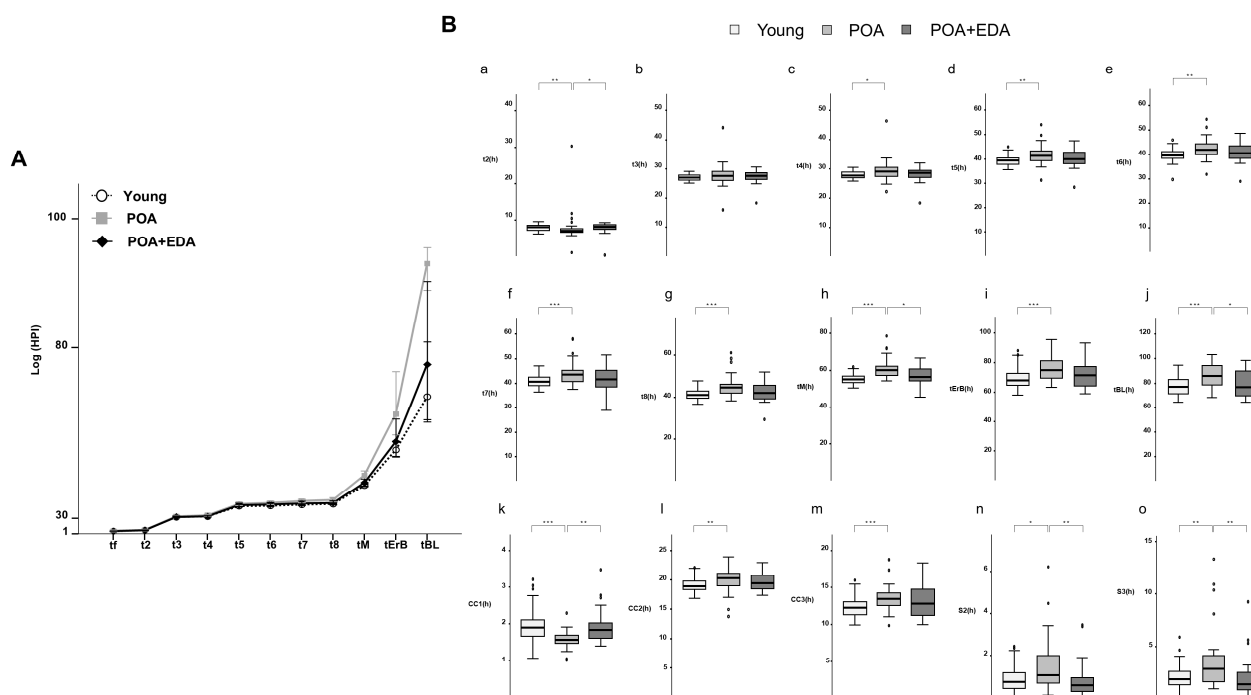 A
Young
POA
POA+EDA
100
80
30
1
Log (HPI)
tf t2 t3 t4 t5 t6 t7 t8 tM tErB tBL
B
Young POA POA+EDA
a b c d e
** * * ** **
40
30
20
10
t2(h)
50
40
30
20
10
t3(h)
50
40
30
20
10
t4(h)
60
50
40
30
20
10
t5(h)
60
50
40
30
20
10
t6(h)
f g h i j
*** *** *** * *** *** *
60
50
40
30
20
10
t7(h)
60
40
20
t8(h)
80
60
40
20
tM(h)
100
80
60
40
20
tErB(h)
120
100
80
60
40
20
tBL(h)
k l m n o
*** ** ** *** * ** ** **
4
3
2
1
CC1(h)
25
20
15
10
5
CC2(h)
20
15
10
5
CC3(h)
6
4
2
S2(h)
15
10
5
S3(h)